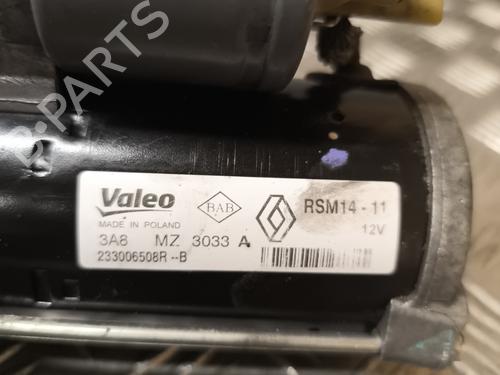 B-PARTS
Valeo
MADE IN POLAND
BAB
RSM14 - 11
12V
3A8 MZ 3033 A
233006508R --B